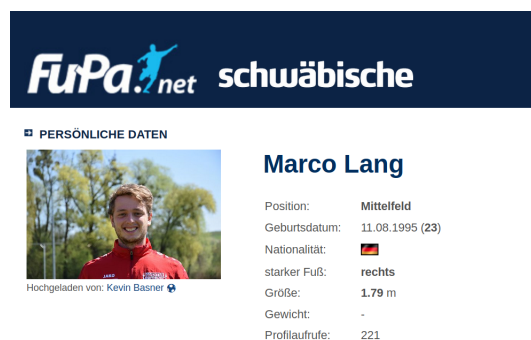 FuPa.net schwäbische
PERSÖNLICHE DATEN
Marco Lang
Position: Mittelfeld
Geburtsdatum: 11.08.1995 (23)
Nationalität:
starker Fuß: rechts
Größe: 1.79 m
Gewicht: -
Profilaufrufe: 221
JAKO
Hochgeladen von: Kevin Basner